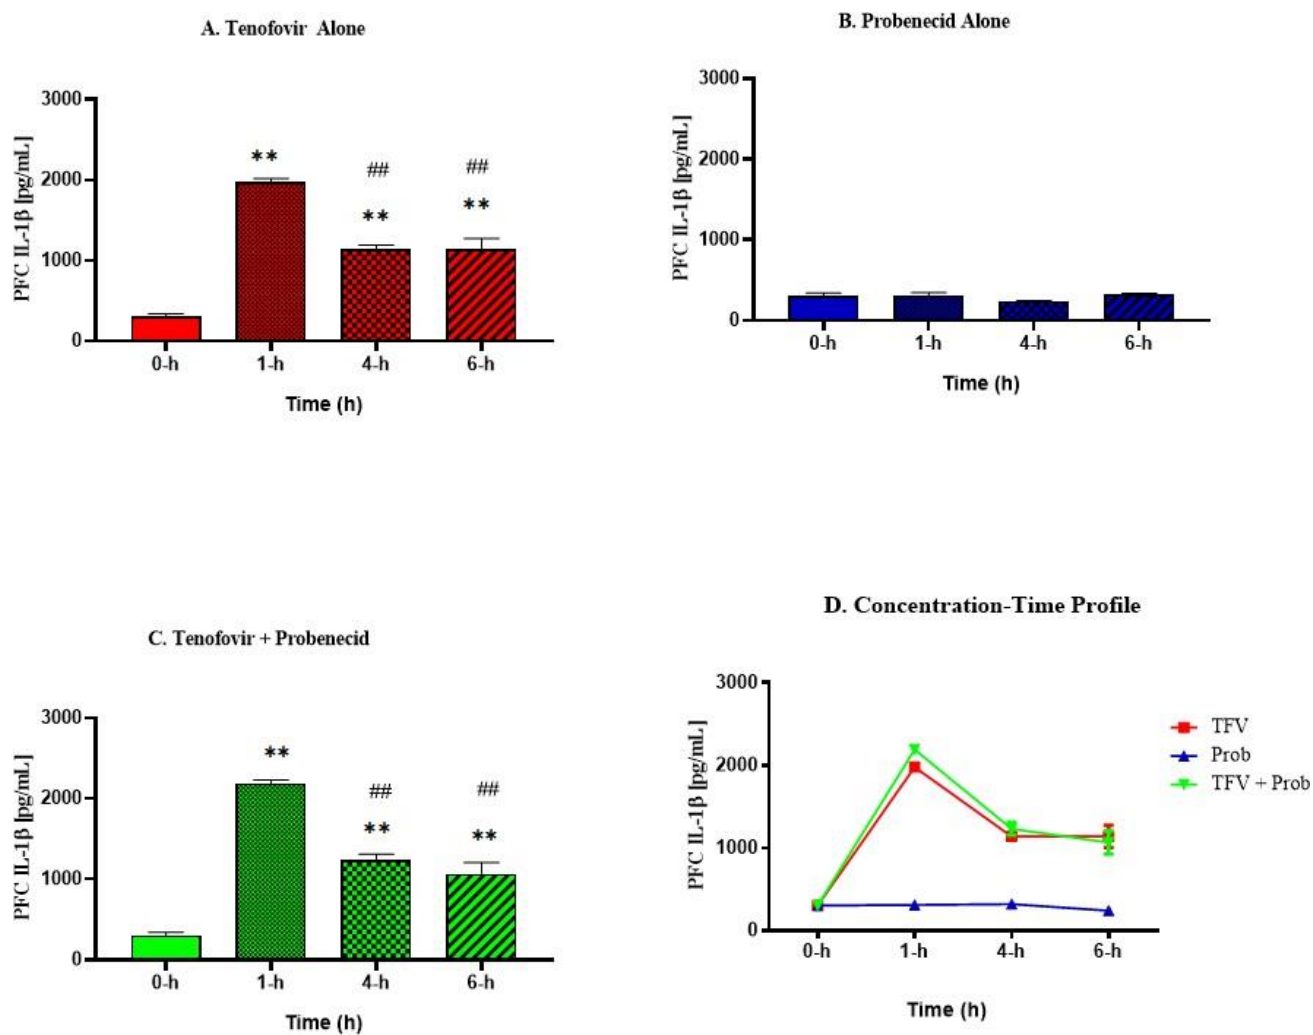 A. Tenofovir Alone
PFC IL-1β [pg/mL]
3000
2000
1000
0
**
##
**
##
**
0-h 1-h 4-h 6-h
Time (h)
B. Probenecid Alone
PFC IL-1β [pg/mL]
3000
2000
1000
0
0-h 1-h 4-h 6-h
Time (h)
C. Tenofovir + Probenecid
PFC IL-1β [pg/mL]
3000
2000
1000
0
**
##
**
##
**
0-h 1-h 4-h 6-h
Time (h)
D. Concentration-Time Profile
PFC IL-1β [pg/mL]
3000
2000
1000
0
0-h 1-h 4-h 6-h
Time (h)
TFV
Prob
TFV + Prob